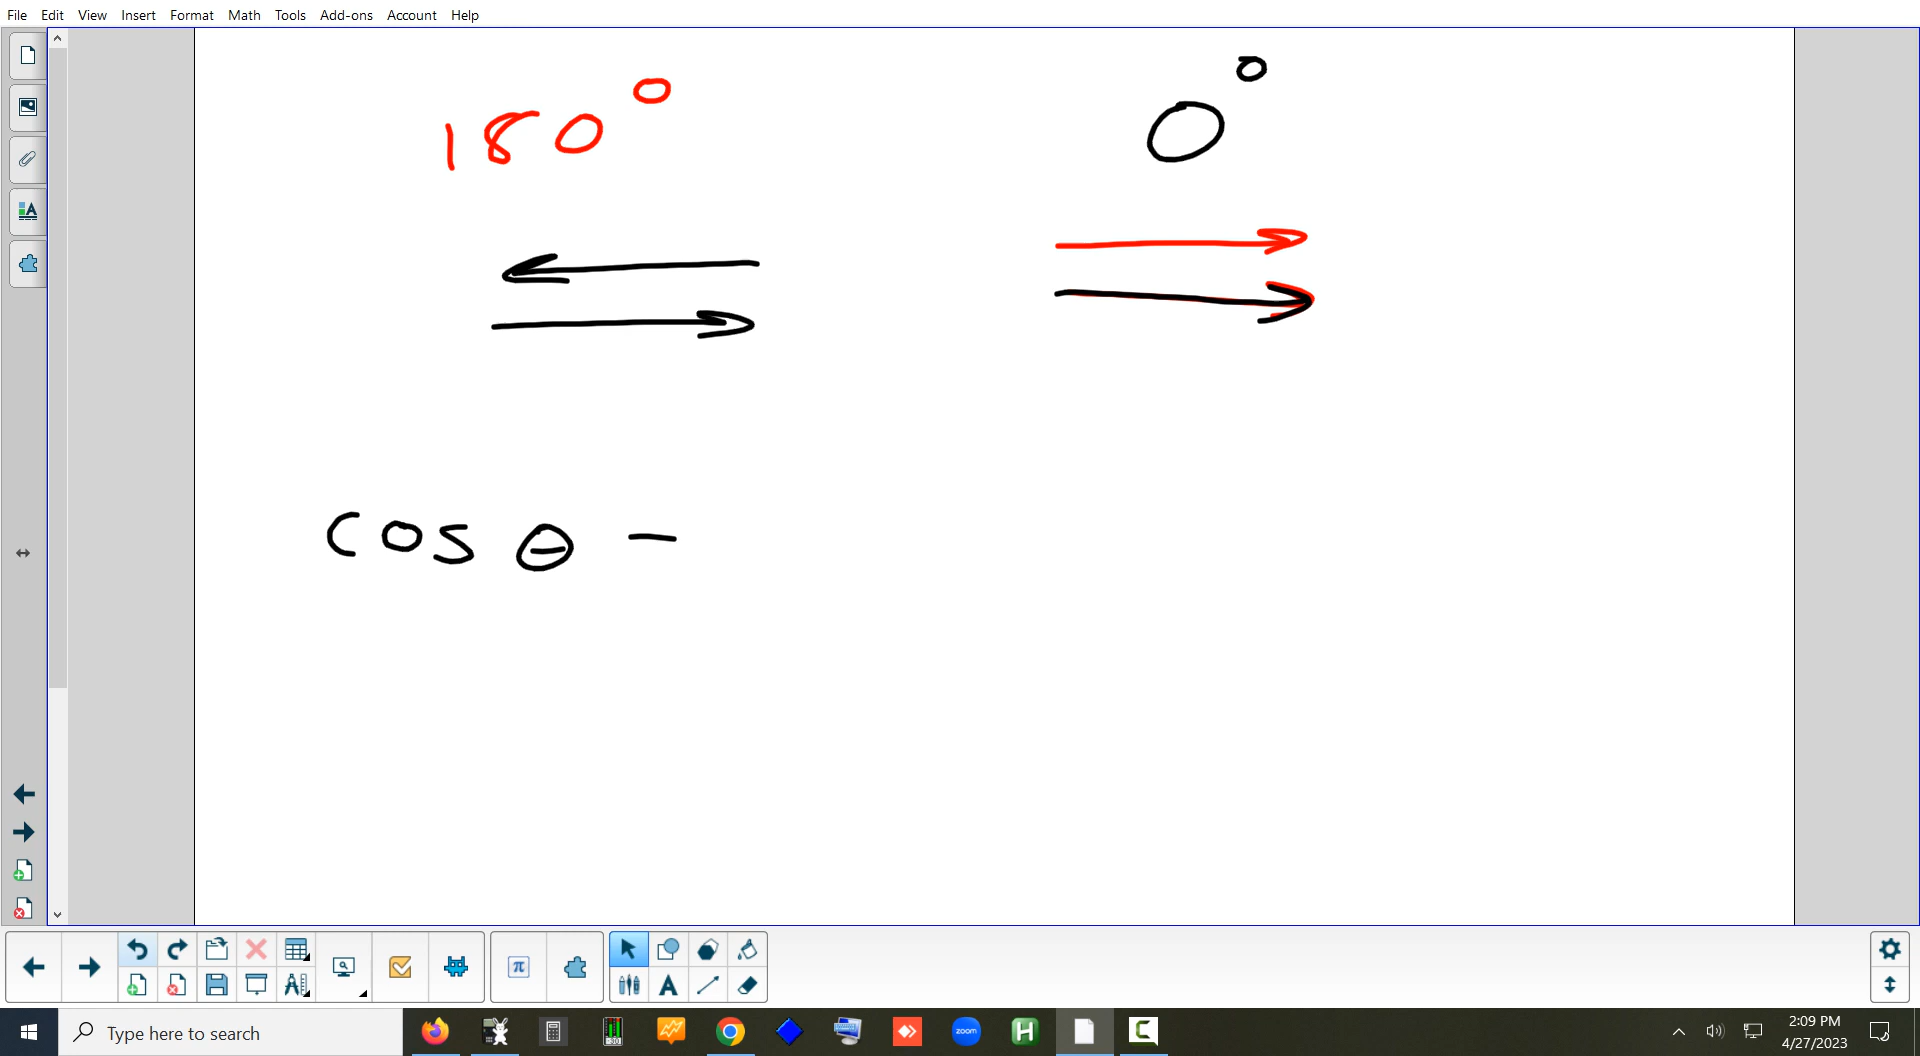 File Edit View Insert Format Math Tools Add-ons Account Help
180° 0°
cos θ −
A
π
A
Type here to search
zoom
H
C
2:09 PM
4/27/2023